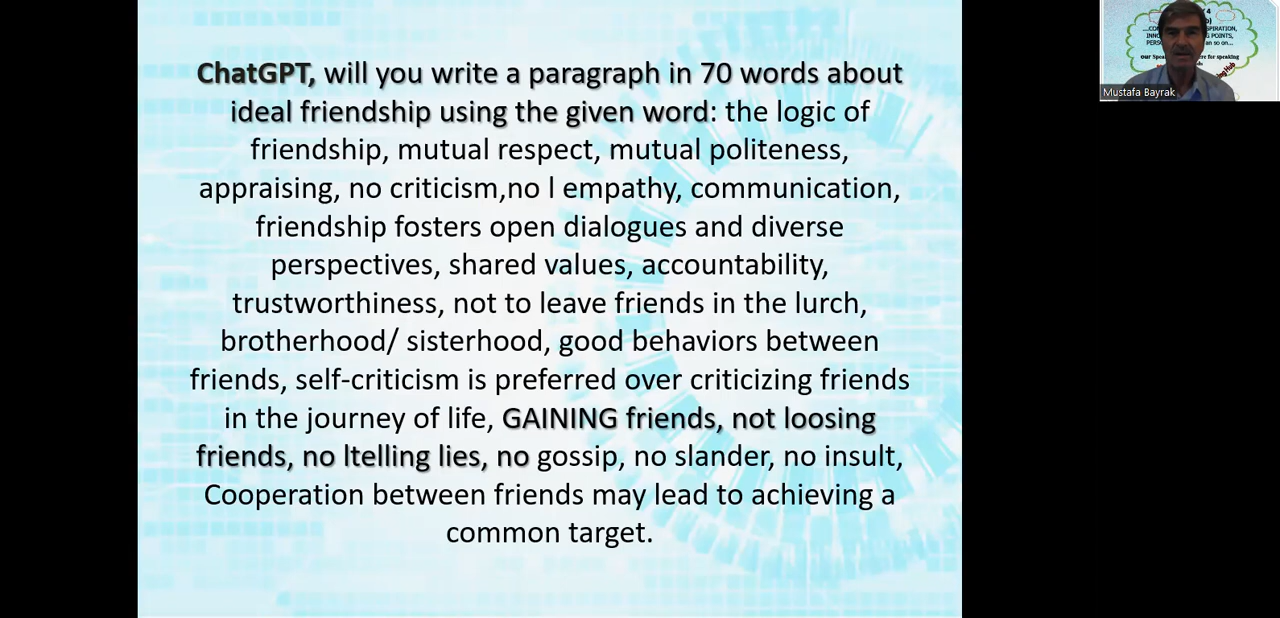 ChatGPT, will you write a paragraph in 70 words about
ideal friendship using the given word: the logic of
friendship, mutual respect, mutual politeness,
appraising, no criticism,no l empathy, communication,
friendship fosters open dialogues and diverse
perspectives, shared values, accountability,
trustworthiness, not to leave friends in the lurch,
brotherhood/ sisterhood, good behaviors between
friends, self-criticism is preferred over criticizing friends
in the journey of life, GAINING friends, not loosing
friends, no ltelling lies, no gossip, no slander, no insult,
Cooperation between friends may lead to achieving a
common target.
Mustafa Bayrak